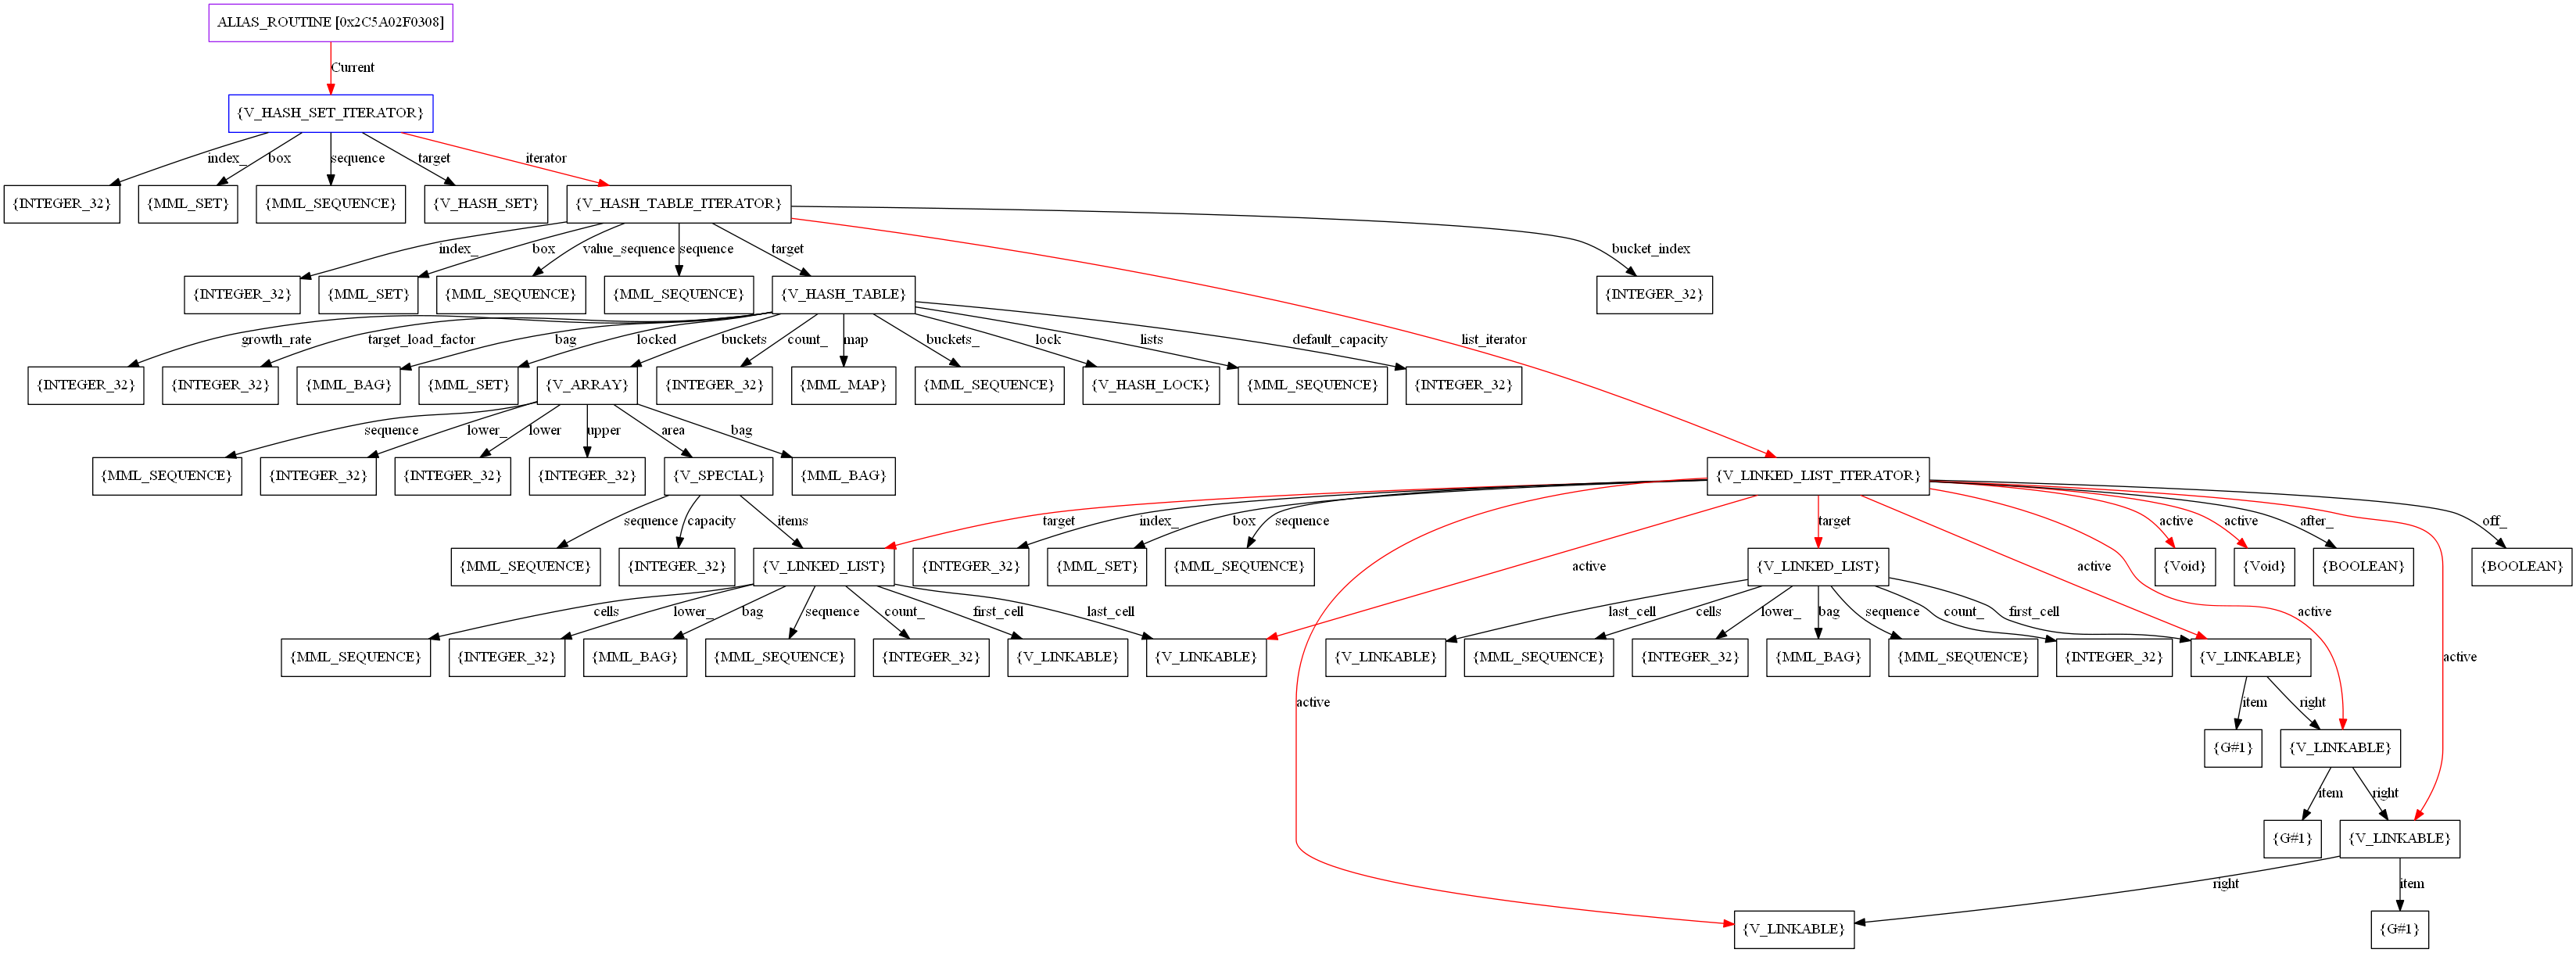 ALIAS_ROUTINE [0x2C5A02F0308]
Current
{V_HASH_SET_ITERATOR}
index_ box sequence target iterator
{INTEGER_32} {MML_SET} {MML_SEQUENCE} {V_HASH_SET} {V_HASH_TABLE_ITERATOR}
index_ box value_sequence sequence target bucket_index
{INTEGER_32} {MML_SET} {MML_SEQUENCE} {MML_SEQUENCE} {V_HASH_TABLE} {INTEGER_32}
growth_rate target_load_factor bag locked buckets count_ map buckets_ lock lists default_capacity list_iterator
{INTEGER_32} {INTEGER_32} {MML_BAG} {MML_SET} {V_ARRAY} {INTEGER_32} {MML_MAP} {MML_SEQUENCE} {V_HASH_LOCK} {MML_SEQUENCE} {INTEGER_32}
sequence lower_ lower upper area bag
{MML_SEQUENCE} {INTEGER_32} {INTEGER_32} {INTEGER_32} {V_SPECIAL} {MML_BAG} {V_LINKED_LIST_ITERATOR}
sequence capacity items target index_ box sequence target active active after_ off_
{MML_SEQUENCE} {INTEGER_32} {V_LINKED_LIST} {INTEGER_32} {MML_SET} {MML_SEQUENCE} {V_LINKED_LIST} {Void} {Void} {BOOLEAN} {BOOLEAN}
active active
cells lower_ bag sequence count_ first_cell last_cell last_cell cells lower_ bag sequence count_ first_cell active
{MML_SEQUENCE} {INTEGER_32} {MML_BAG} {MML_SEQUENCE} {INTEGER_32} {V_LINKABLE} {V_LINKABLE} {V_LINKABLE} {MML_SEQUENCE} {INTEGER_32} {MML_BAG} {MML_SEQUENCE} {INTEGER_32} {V_LINKABLE}
active
active item right
{G#1} {V_LINKABLE}
item right
{G#1} {V_LINKABLE}
right item
{V_LINKABLE} {G#1}